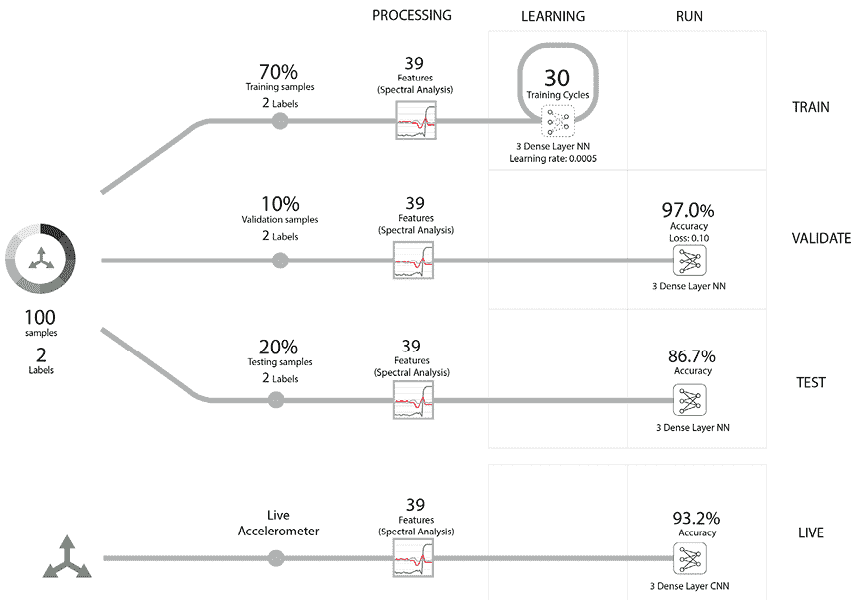 PROCESSING
LEARNING
RUN
70%
Training samples
2 Labels
39
Features
(Spectral Analysis)
30
Training Cycles
3 Dense Layer NN
Learning rate: 0.0005
TRAIN
10%
Validation samples
2 Labels
39
Features
(Spectral Analysis)
97.0%
Accuracy
Loss: 0.10
3 Dense Layer NN
VALIDATE
100
samples
2
Labels
20%
Testing samples
2 Labels
39
Features
(Spectral Analysis)
86.7%
Accuracy
3 Dense Layer NN
TEST
Live
Accelerometer
39
Features
(Spectral Analysis)
93.2%
Accuracy
3 Dense Layer CNN
LIVE